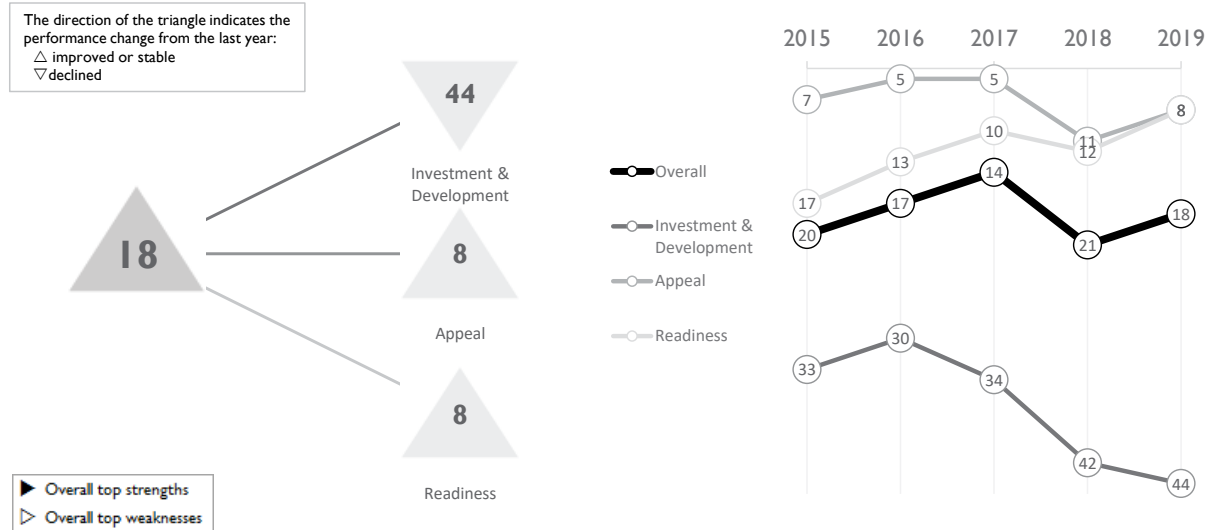 The direction of the triangle indicates the
performance change from the last year:
△ improved or stable
▽ declined
18
44
Investment &
Development
8
Appeal
8
Readiness
▶ Overall top strengths
▷ Overall top weaknesses
Overall
Investment &
Development
Appeal
Readiness
2015 2016 2017 2018 2019
7 5 5 11 8
17 13 10 12
20 17 14 21 18
33 30 34 42 44